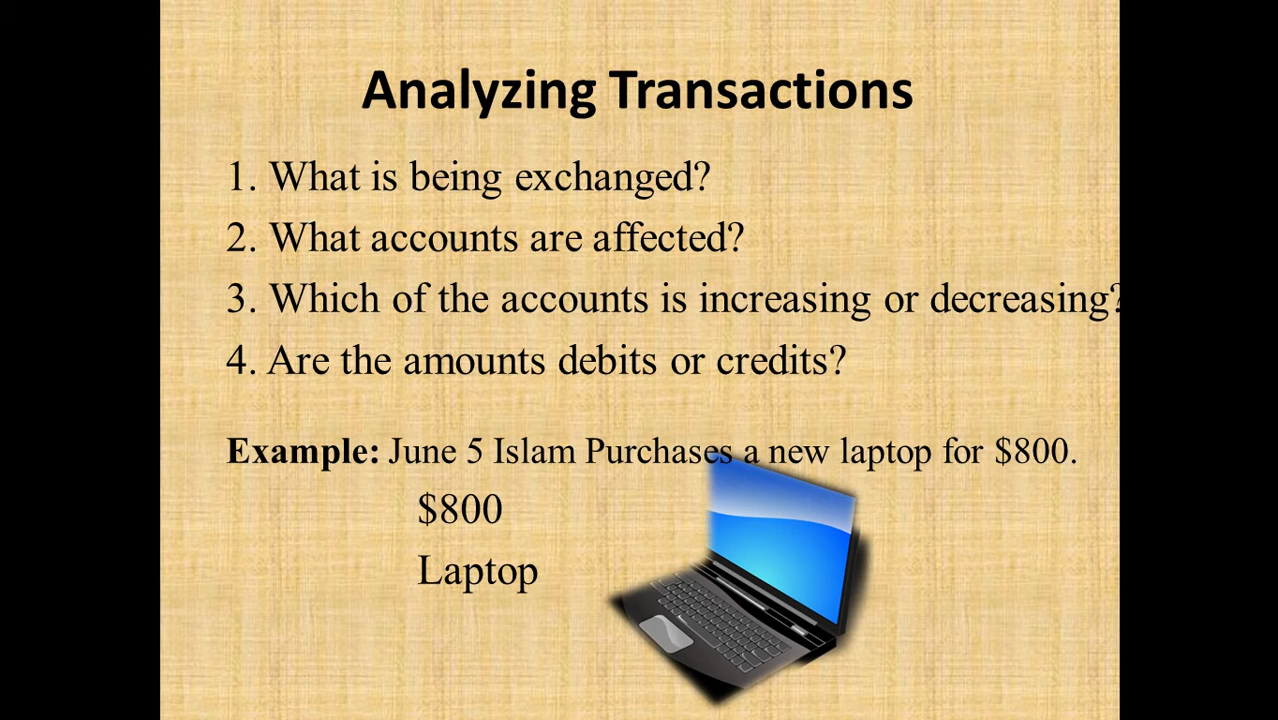 Analyzing Transactions
1. What is being exchanged?
2. What accounts are affected?
3. Which of the accounts is increasing or decreasing?
4. Are the amounts debits or credits?
Example: June 5 Islam Purchases a new laptop for $800.
$800
Laptop